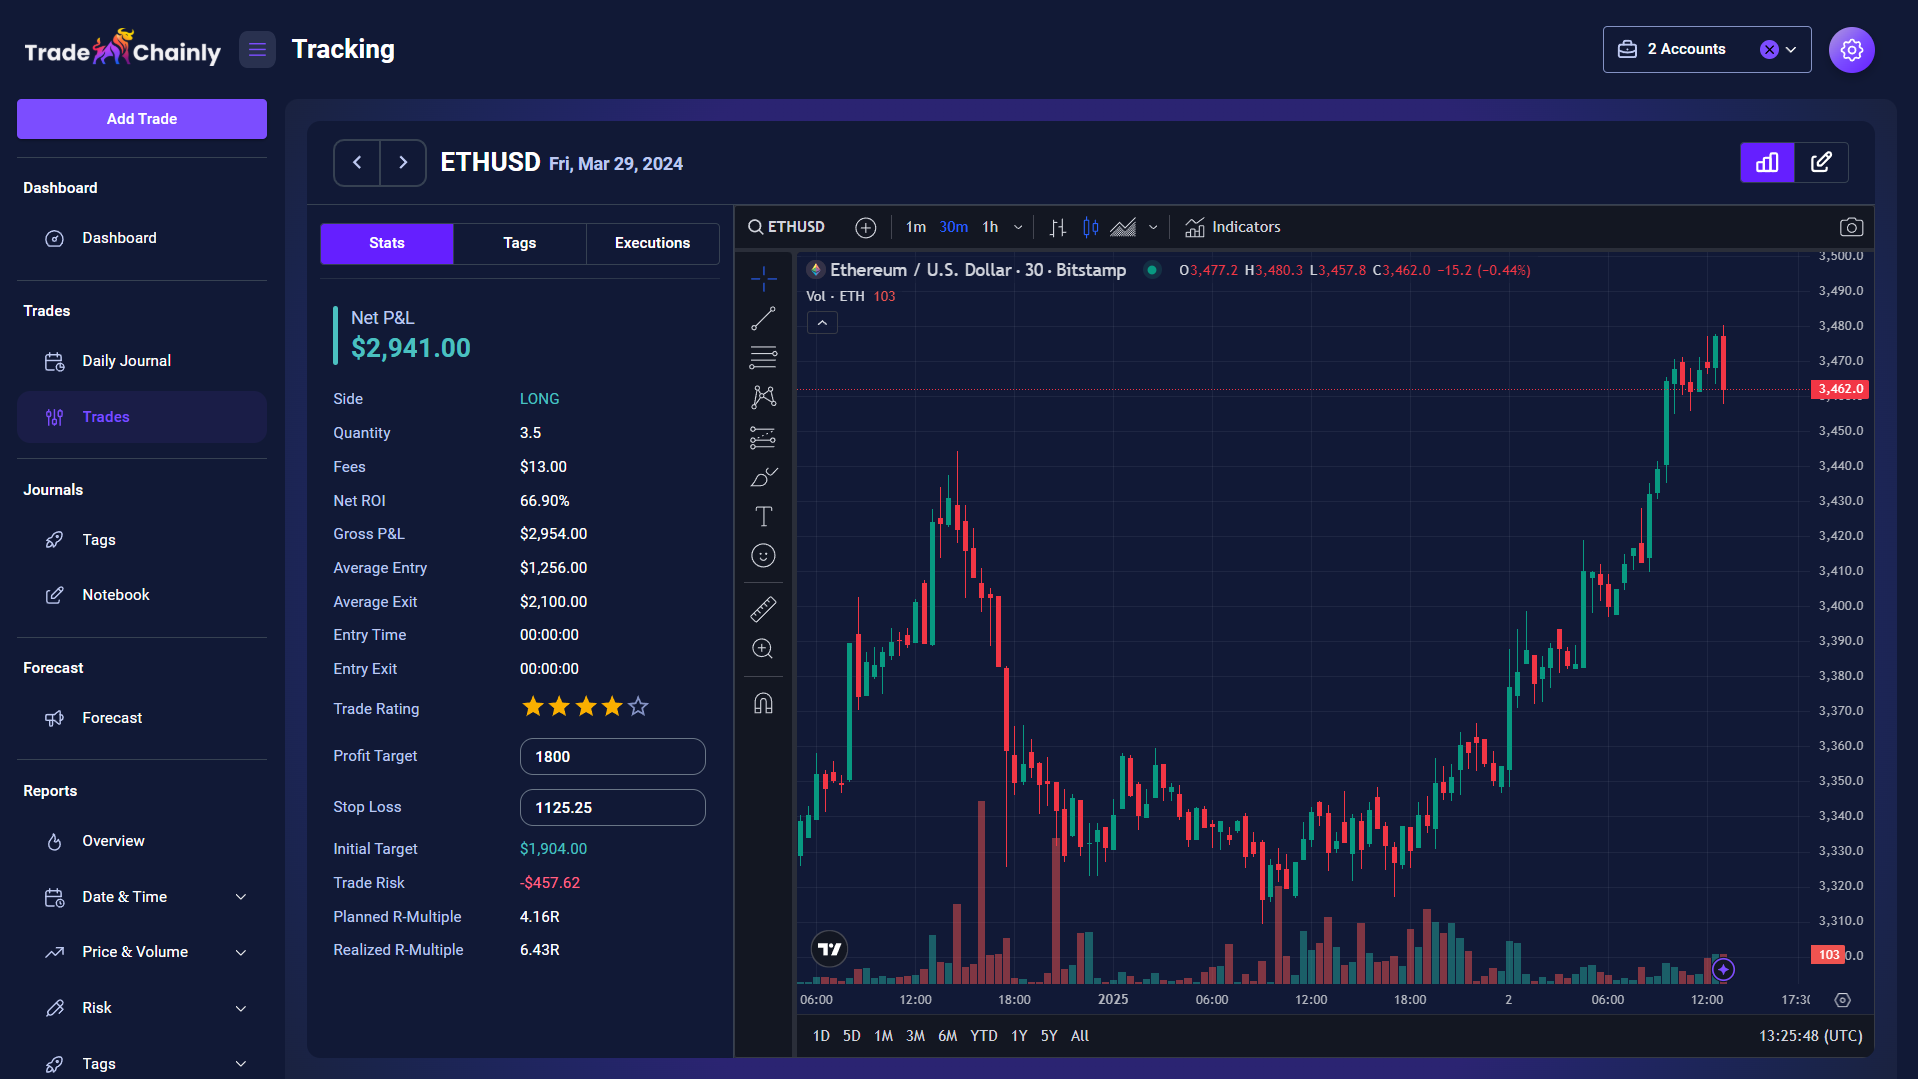 Trade Chainly
Tracking
2 Accounts
Add Trade
Dashboard
Dashboard
Trades
Daily Journal
Trades
Journals
Tags
Notebook
Forecast
Forecast
Reports
Overview
Date & Time
Price & Volume
Risk
Tags
ETHUSD Fri, Mar 29, 2024
Stats Tags Executions
Net P&L
$2,941.00
Side LONG
Quantity 3.5
Fees $13.00
Net ROI 66.90%
Gross P&L $2,954.00
Average Entry $1,256.00
Average Exit $2,100.00
Entry Time 00:00:00
Entry Exit 00:00:00
Trade Rating
Profit Target 1800
Stop Loss 1125.25
Initial Target $1,904.00
Trade Risk -$457.62
Planned R-Multiple 4.16R
Realized R-Multiple 6.43R
ETHUSD 1m 30m 1h Indicators
Ethereum / U.S. Dollar · 30 · Bitstamp O3,477.2 H3,480.3 L3,457.8 C3,462.0 −15.2 (−0.44%)
Vol · ETH 103
3,500.0
3,490.0
3,480.0
3,470.0
3,462.0
3,450.0
3,440.0
3,430.0
3,420.0
3,410.0
3,400.0
3,390.0
3,380.0
3,370.0
3,360.0
3,350.0
3,340.0
3,330.0
3,320.0
3,310.0
103
06:00 12:00 18:00 2025 06:00 12:00 18:00 2 06:00 12:00 17:30
1D 5D 1M 3M 6M YTD 1Y 5Y All 13:25:48 (UTC)